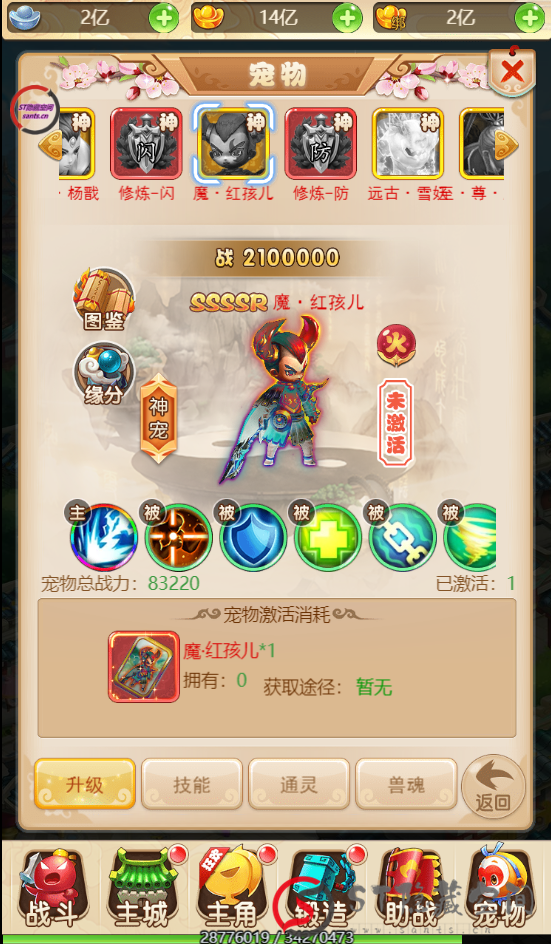 2亿 14亿 绑 2亿
宠物
ST隐藏空间
sants.cn
神 神 神 神
闪 防
·杨戬 修炼-闪 魔·红孩儿 修炼-防 远古·雪妖 至·尊·
战 2100000
图鉴
SSSSR 魔·红孩儿
火
缘分
神宠
未激活
主 被 被 被 被 被
宠物总战力：83220 已激活：1
宠物激活消耗
魔·红孩儿*1
拥有：0 获取途径：暂无
升级 技能 通灵 兽魂
返回
狂欢
战斗 主城 主角 锻造 助战 宠物
28776019 / 34270473